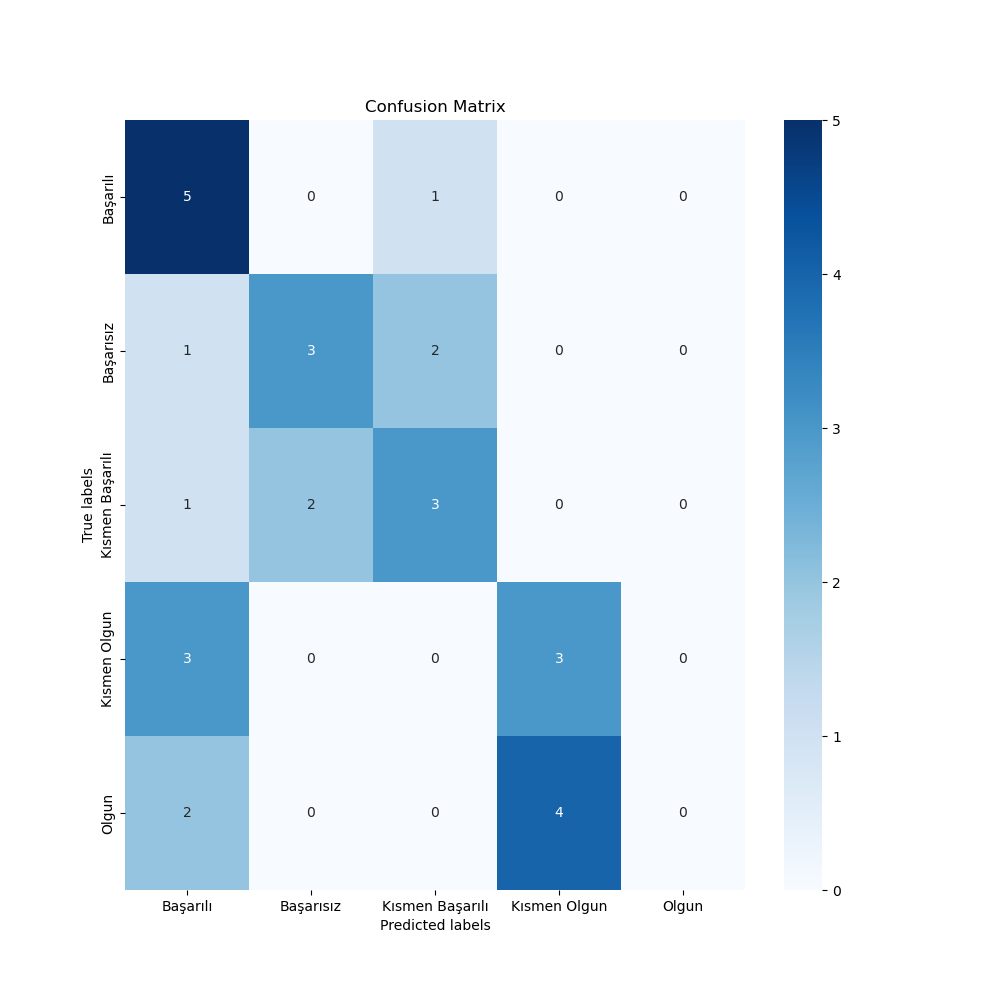 Confusion Matrix
Başarılı
5 0 1 0 0
Başarısız
1 3 2 0 0
True labels
Kısmen Başarılı
1 2 3 0 0
Kısmen Olgun
3 0 0 3 0
Olgun
2 0 0 4 0
Başarılı Başarısız Kısmen Başarılı Kısmen Olgun Olgun
Predicted labels
5
4
3
2
1
0